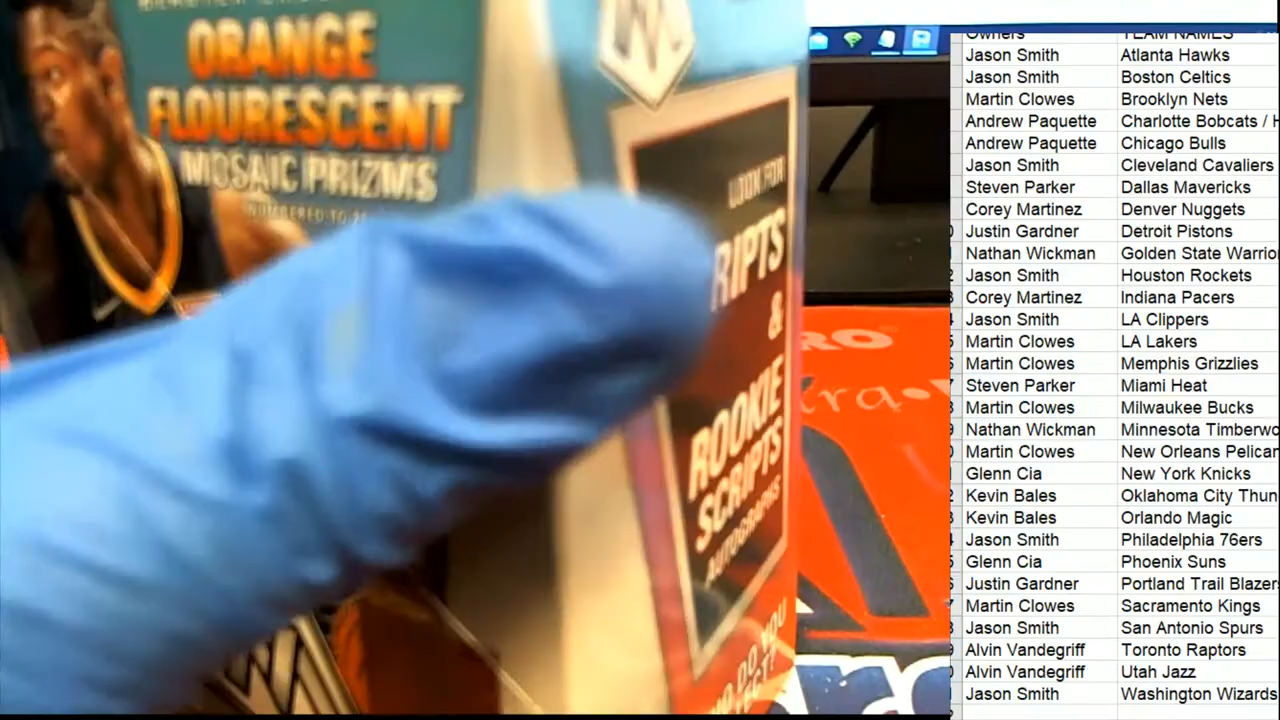 ORANGE
FLOURESCENT
MOSAIC PRIZMS
NUMBERED TO
LOOK FOR
RIPTS
&
ROOKIE
SCRIPTS
AUTOGRAPHS
DO YOU
Owners TEAM NAMES
Jason Smith Atlanta Hawks
Jason Smith Boston Celtics
Martin Clowes Brooklyn Nets
Andrew Paquette Charlotte Bobcats / H
Andrew Paquette Chicago Bulls
Jason Smith Cleveland Cavaliers
Steven Parker Dallas Mavericks
Corey Martinez Denver Nuggets
Justin Gardner Detroit Pistons
Nathan Wickman Golden State Warrio
Jason Smith Houston Rockets
Corey Martinez Indiana Pacers
Jason Smith LA Clippers
Martin Clowes LA Lakers
Martin Clowes Memphis Grizzlies
Steven Parker Miami Heat
Martin Clowes Milwaukee Bucks
Nathan Wickman Minnesota Timberwo
Martin Clowes New Orleans Pelican
Glenn Cia New York Knicks
Kevin Bales Oklahoma City Thun
Kevin Bales Orlando Magic
Jason Smith Philadelphia 76ers
Glenn Cia Phoenix Suns
Justin Gardner Portland Trail Blazer
Martin Clowes Sacramento Kings
Jason Smith San Antonio Spurs
Alvin Vandegriff Toronto Raptors
Alvin Vandegriff Utah Jazz
Jason Smith Washington Wizards